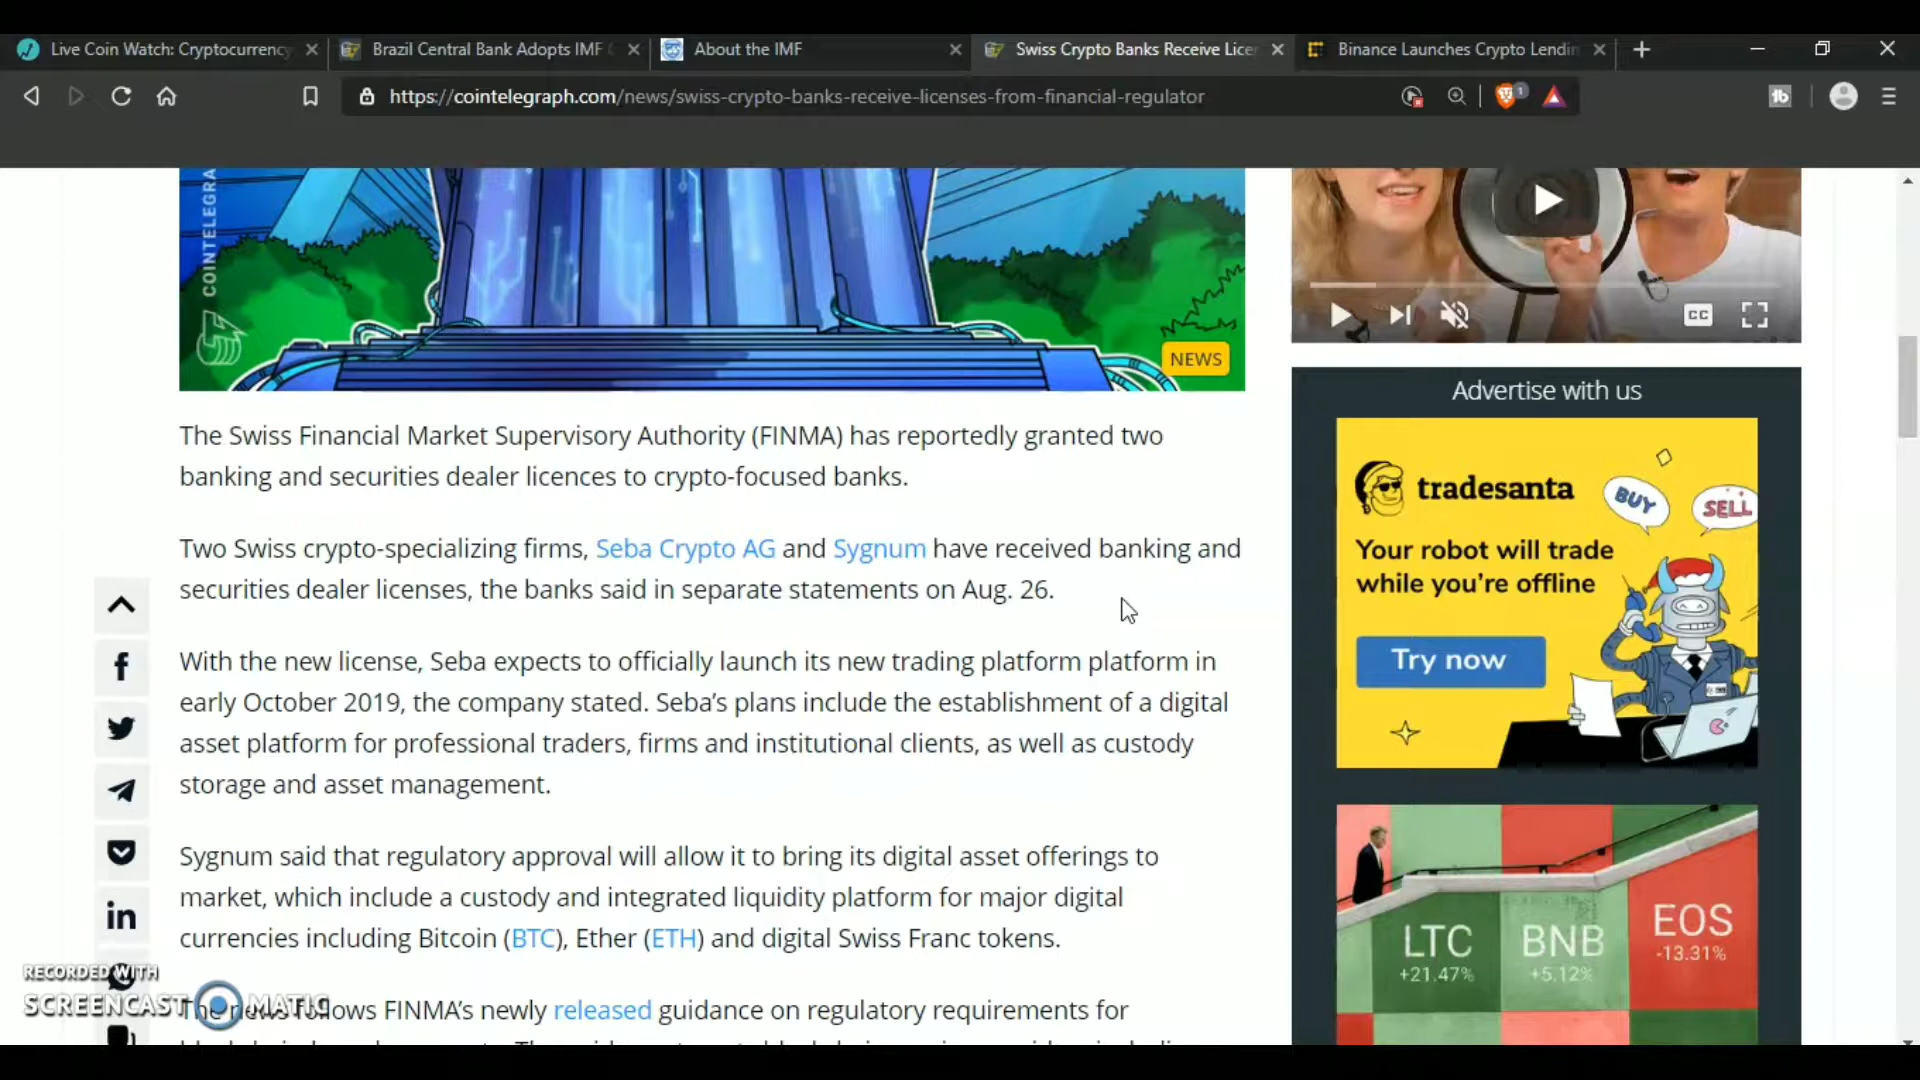 Live Coin Watch: Cryptocurrency
Brazil Central Bank Adopts IMF
About the IMF
Swiss Crypto Banks Receive Lice
Binance Launches Crypto Lendin
https://cointelegraph.com/news/swiss-crypto-banks-receive-licenses-from-financial-regulator
1
COINTELEGRA
NEWS
CC
The Swiss Financial Market Supervisory Authority (FINMA) has reportedly granted two
banking and securities dealer licences to crypto-focused banks.
Two Swiss crypto-specializing firms, Seba Crypto AG and Sygnum have received banking and
securities dealer licenses, the banks said in separate statements on Aug. 26.
With the new license, Seba expects to officially launch its new trading platform platform in
early October 2019, the company stated. Seba’s plans include the establishment of a digital
asset platform for professional traders, firms and institutional clients, as well as custody
storage and asset management.
Sygnum said that regulatory approval will allow it to bring its digital asset offerings to
market, which include a custody and integrated liquidity platform for major digital
currencies including Bitcoin (BTC), Ether (ETH) and digital Swiss Franc tokens.
The news follows FINMA’s newly released guidance on regulatory requirements for
Advertise with us
tradesanta
BUY
SELL
Your robot will trade
while you’re offline
Try now
LTC
+21.47%
BNB
+5.12%
EOS
-13.31%
RECORDED WITH
SCREENCAST MATIC